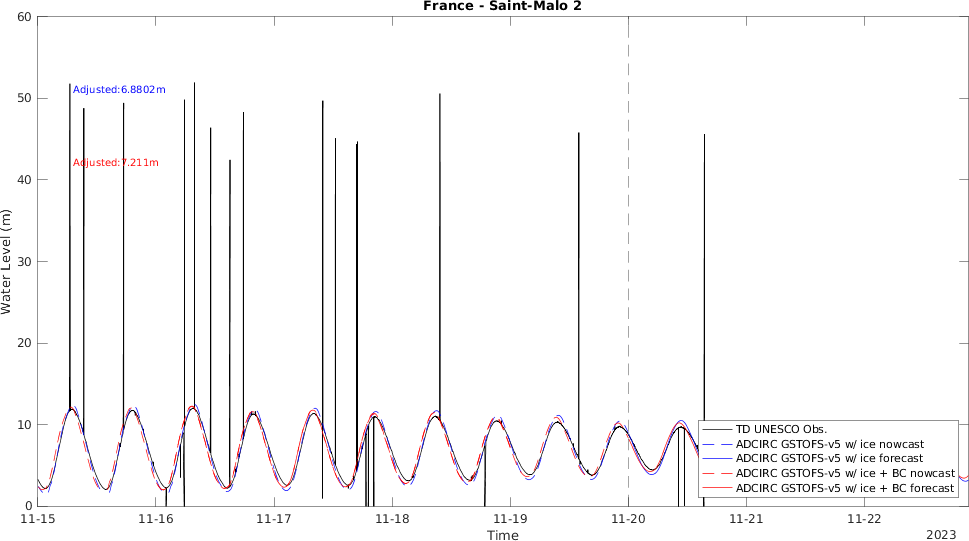 France - Saint-Malo 2
60
50
40
30
20
10
0
Water Level (m)
Adjusted:6.8802m
Adjusted:7.211m
TD UNESCO Obs.
ADCIRC GSTOFS-v5 w/ ice nowcast
ADCIRC GSTOFS-v5 w/ ice forecast
ADCIRC GSTOFS-v5 w/ ice + BC nowcast
ADCIRC GSTOFS-v5 w/ ice + BC forecast
11-15 11-16 11-17 11-18 11-19 11-20 11-21 11-22
Time
2023